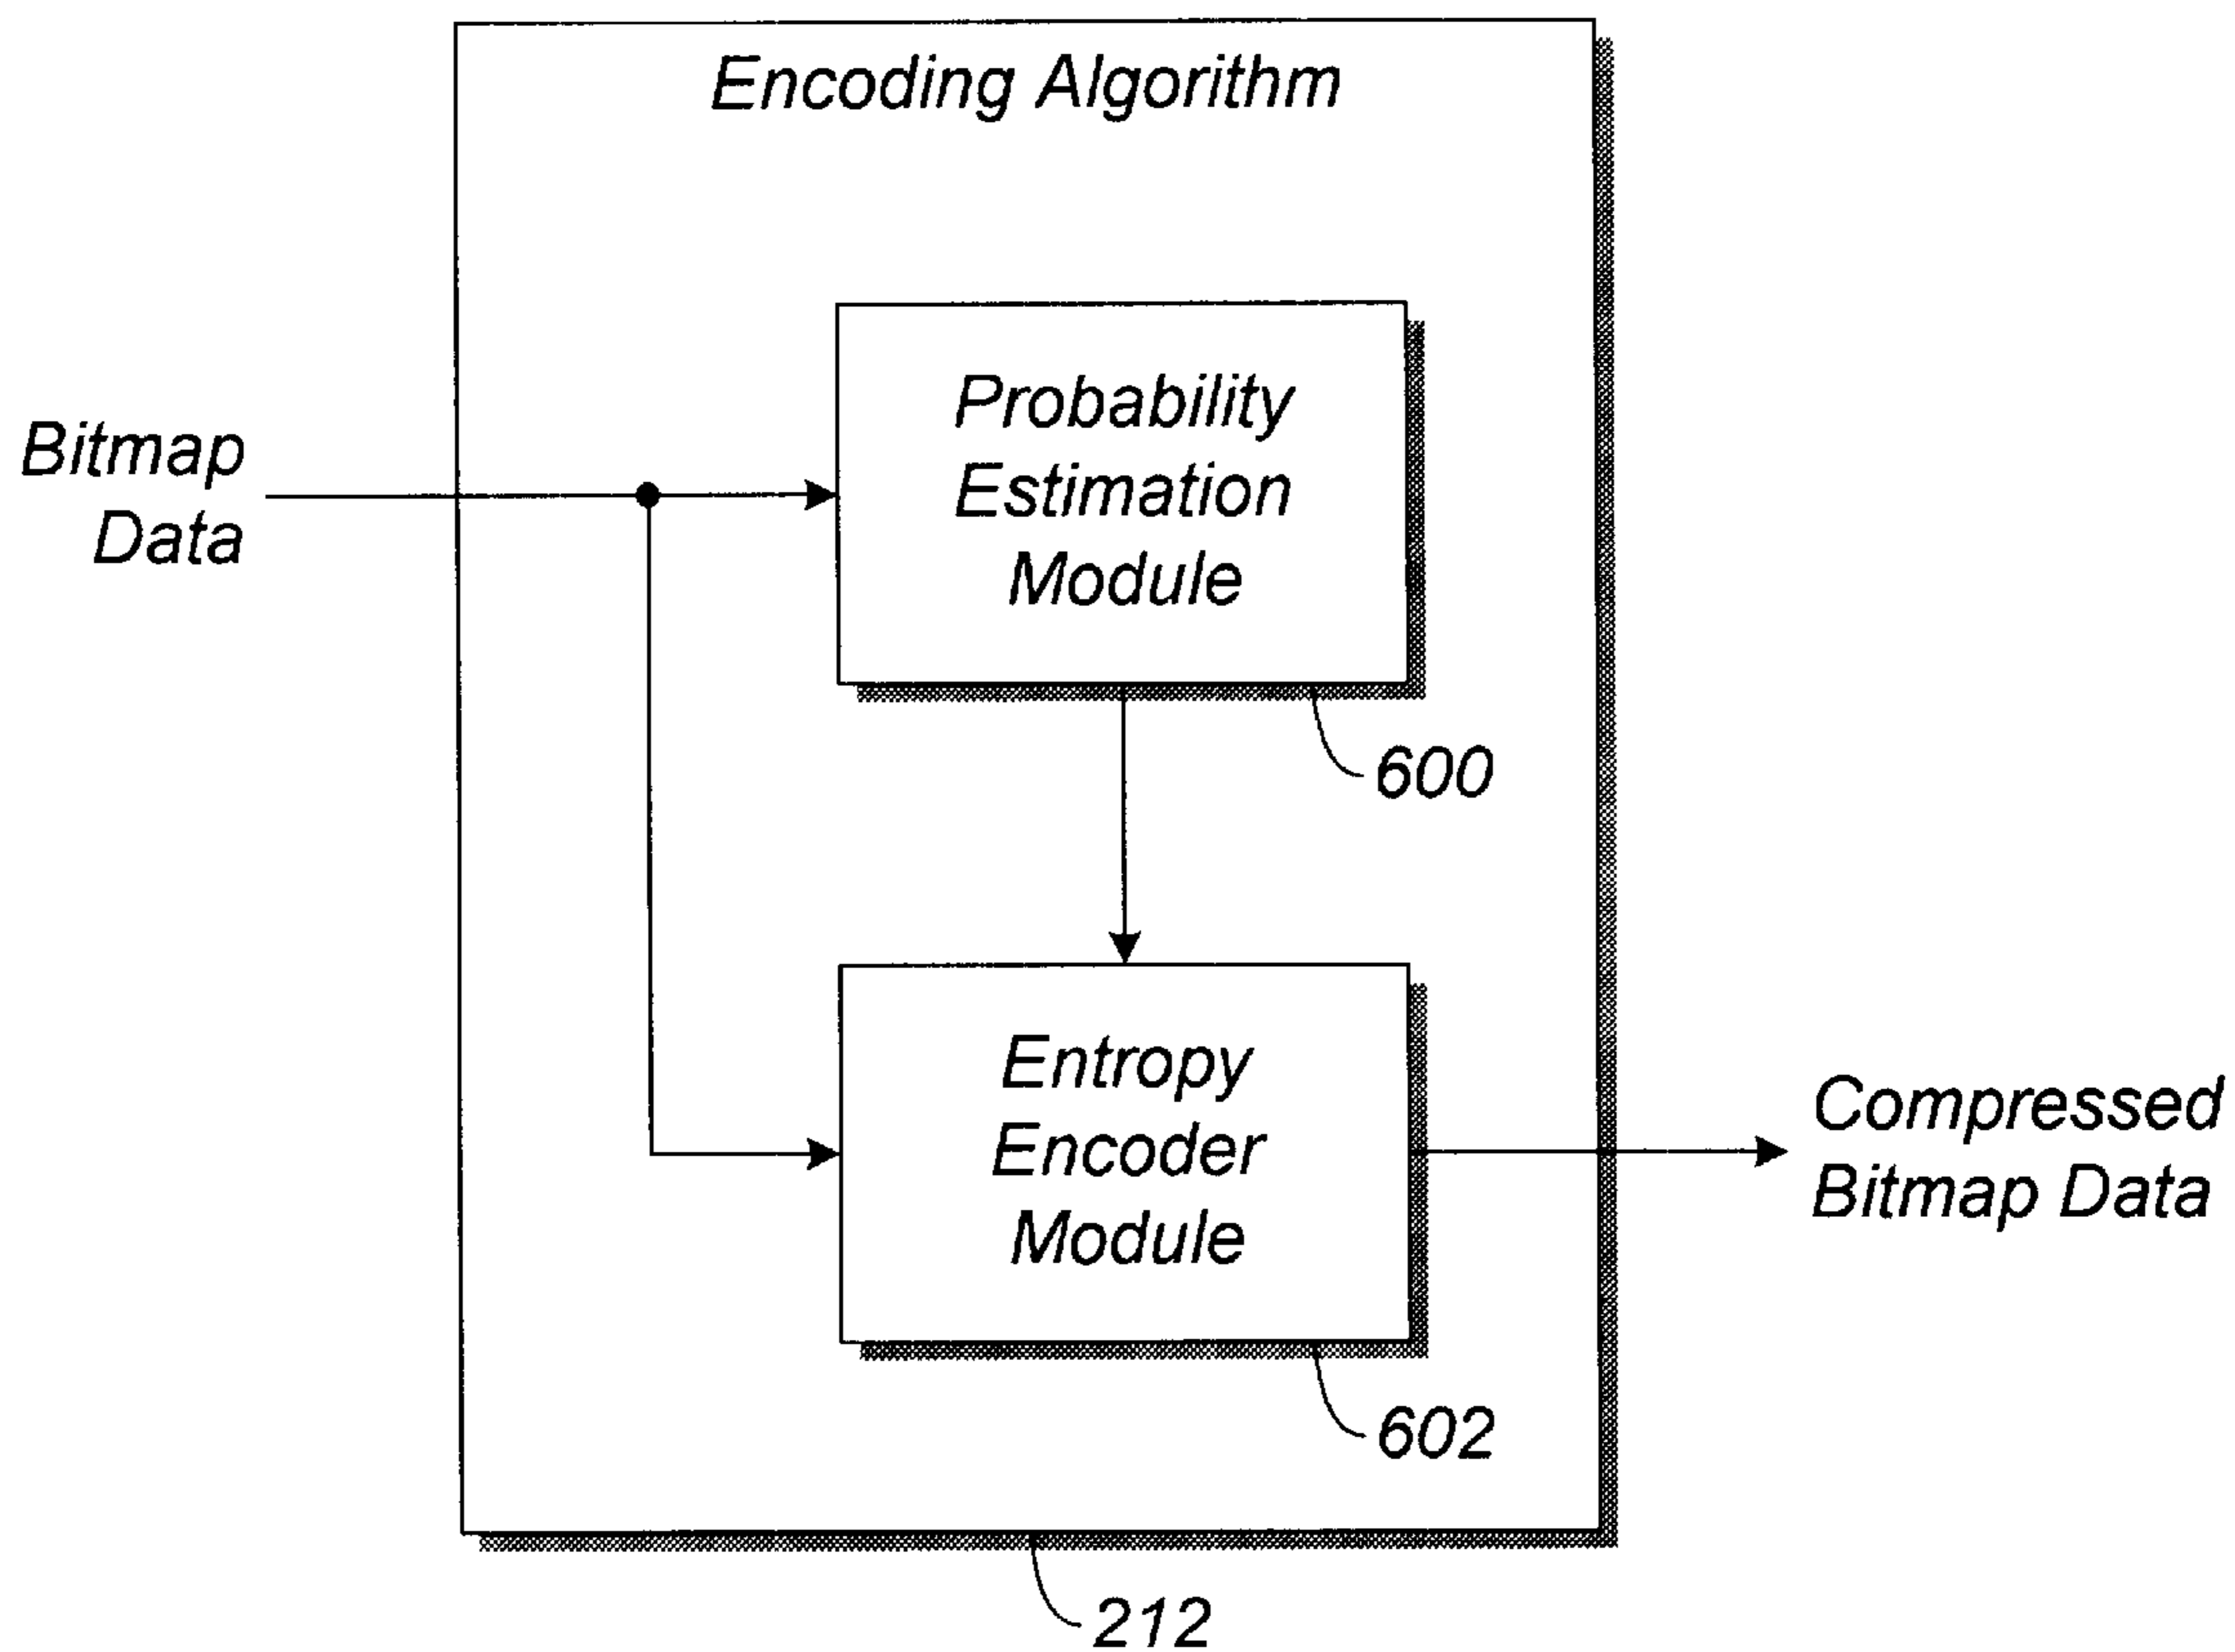 Encoding Algorithm
Bitmap
Data
Probability
Estimation
Module
600
Entropy
Encoder
Module
602
Compressed
Bitmap Data
212